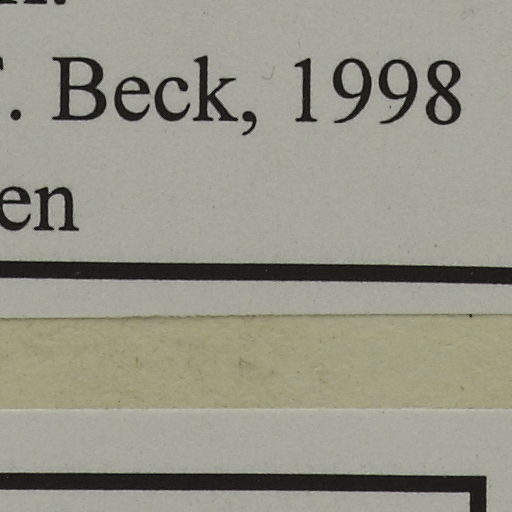 . Beck, 1998
en